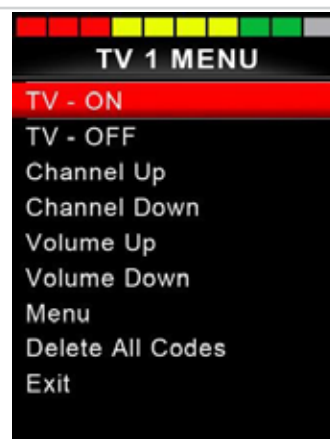 TV 1 MENU
TV - ON
TV - OFF
Channel Up
Channel Down
Volume Up
Volume Down
Menu
Delete All Codes
Exit